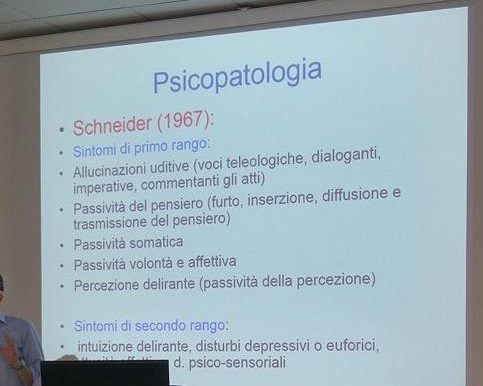 Psicopatologia
• Schneider (1967):
• Sintomi di primo rango:
• Allucinazioni uditive (voci teleologiche, dialoganti,
imperative, commentanti gli atti)
• Passività del pensiero (furto, inserzione, diffusione e
trasmissione del pensiero)
• Passività somatica
• Passività volontà e affettiva
• Percezione delirante (passività della percezione)
• Sintomi di secondo rango:
• intuizione delirante, disturbi depressivi o euforici,
d. psico-sensoriali